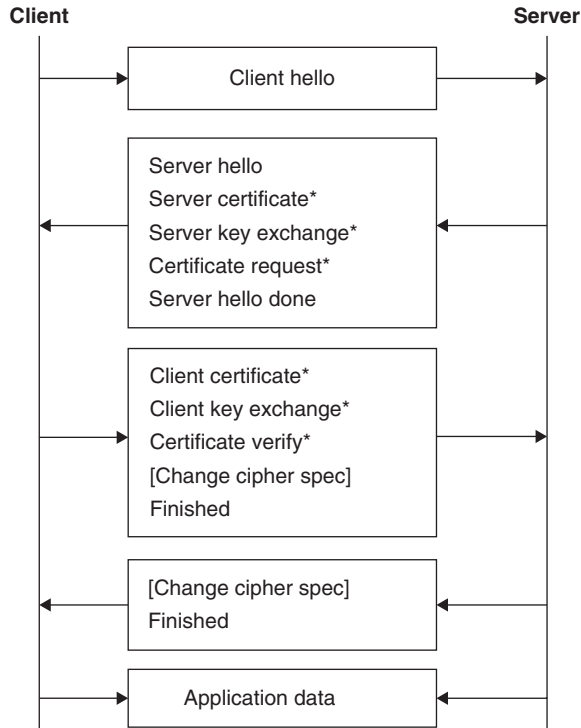 Client
Server
Client hello
Server hello
Server certificate*
Server key exchange*
Certificate request*
Server hello done
Client certificate*
Client key exchange*
Certificate verify*
[Change cipher spec]
Finished
[Change cipher spec]
Finished
Application data